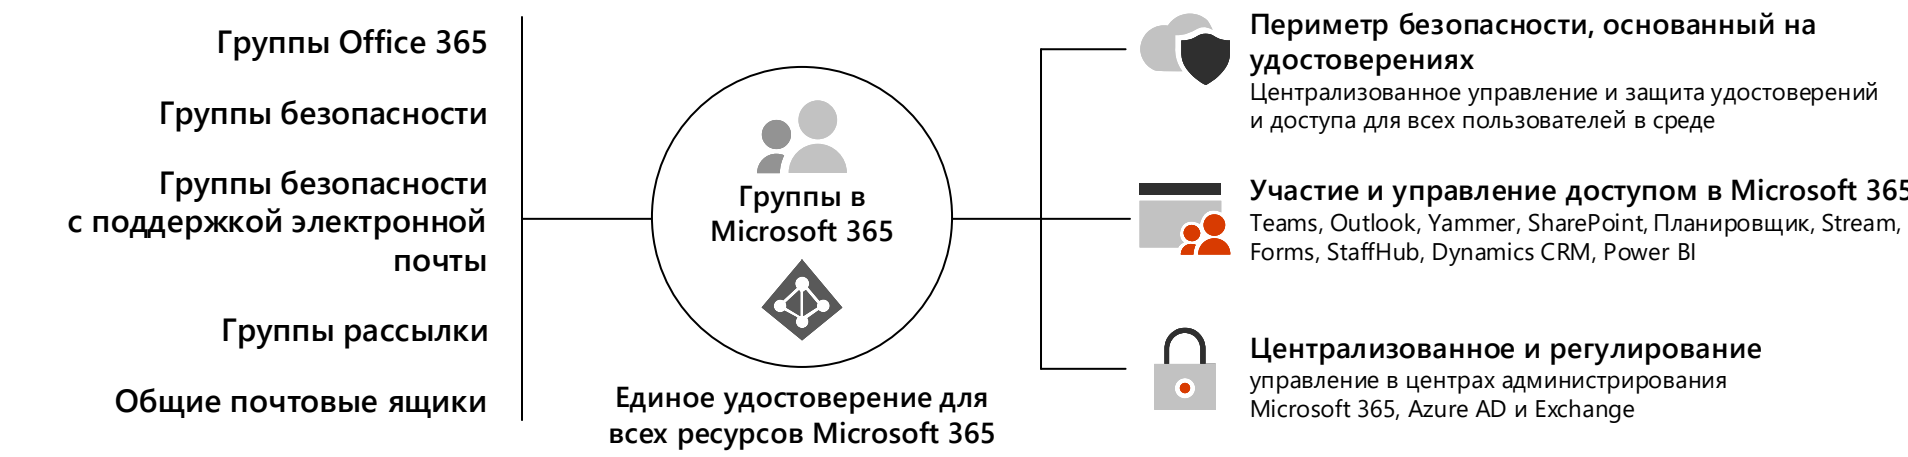 Группы Office 365
Группы безопасности
Группы безопасности
с поддержкой электронной
почты
Группы рассылки
Общие почтовые ящики
Группы в
Microsoft 365
Единое удостоверение для
всех ресурсов Microsoft 365
Периметр безопасности, основанный на
удостоверениях
Централизованное управление и защита удостоверений
и доступа для всех пользователей в среде
Участие и управление доступом в Microsoft 365
Teams, Outlook, Yammer, SharePoint, Планировщик, Stream,
Forms, StaffHub, Dynamics CRM, Power BI
Централизованное и регулирование
управление в центрах администрирования
Microsoft 365, Azure AD и Exchange